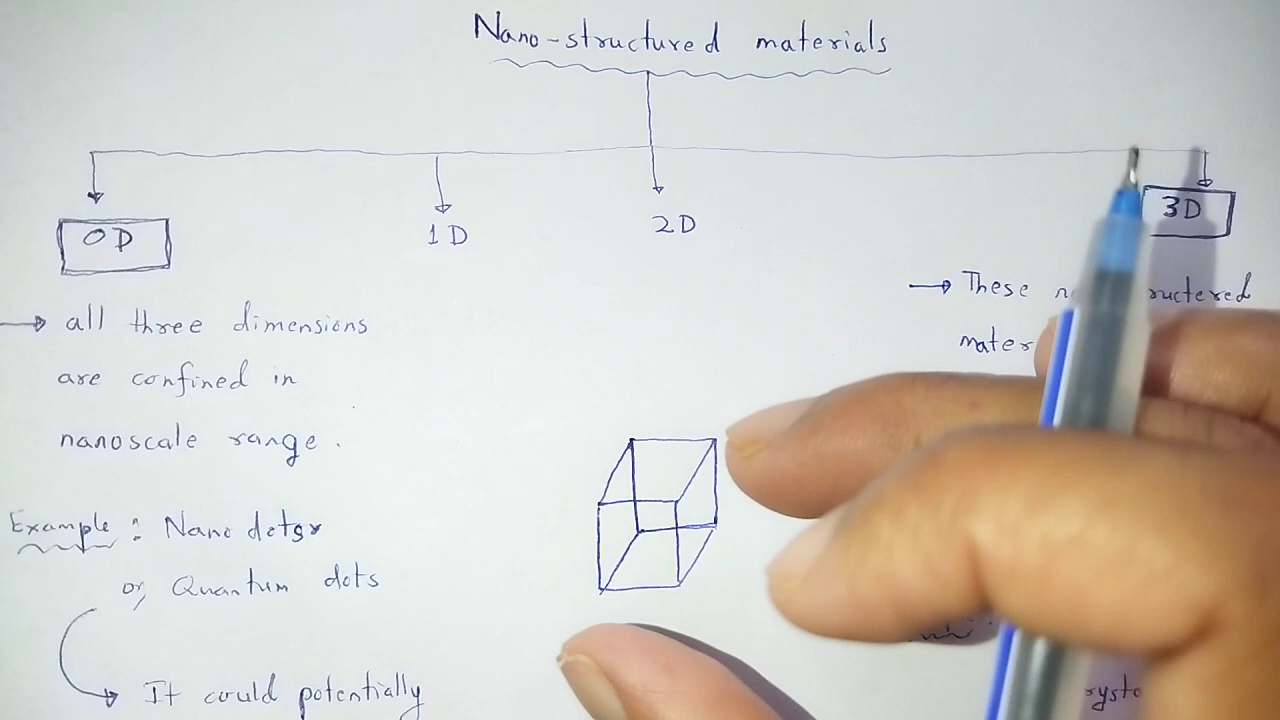 Nano-structured materials
0D
1D
2D
3D
→ all three dimensions
are confined in
nanoscale range.
Example: Nano dots
or, Quantum dots
It could potentially
→ These